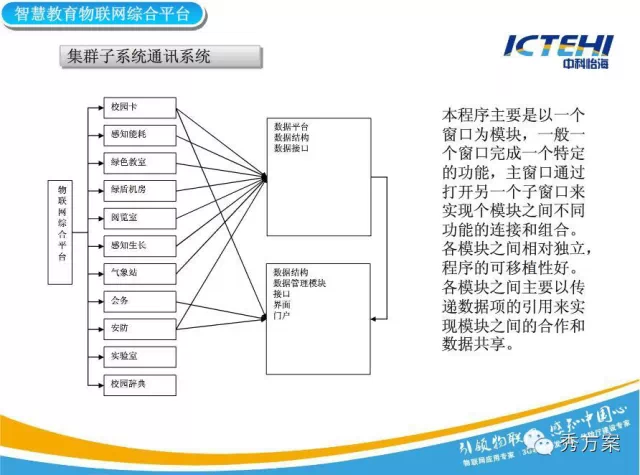 智慧教育物联网综合平台
ICTEHI
中科怡海
集群子系统通讯系统
物联网综合平台
校园卡
感知能耗
绿色教室
绿盾机房
阅览室
感知生长
气象站
会务
安防
实验室
校园辞典
数据平台
数据结构
数据接口
数据结构
数据管理模块
接口
界面
门户
本程序主要是以一个
窗口为模块，一般一
个窗口完成一个特定
的功能，主窗口通过
打开另一个子窗口来
实现个模块之间不同
功能的连接和组合。
各模块之间相对独立，
程序的可移植性好。
各模块之间主要以传
递数据项的引用来实
现模块之间的合作和
数据共享。
引领物联 感知中国心
物联网应用专家
建设专家
秀方案